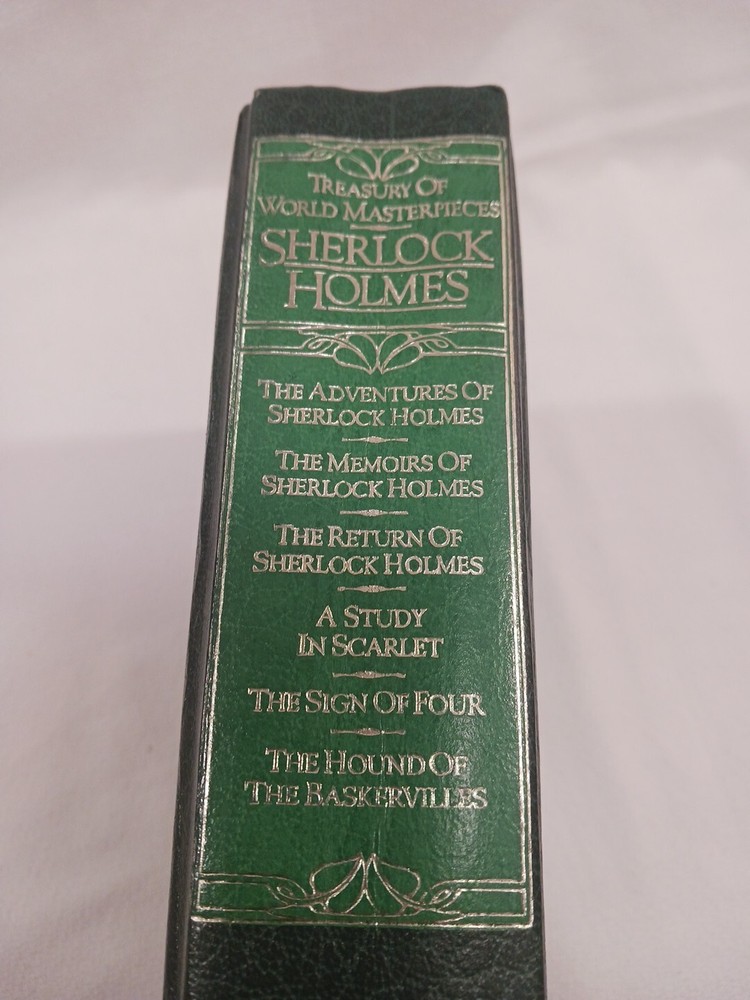 TREASURY OF
WORLD MASTERPIECES
SHERLOCK
HOLMES
THE ADVENTURES OF
SHERLOCK HOLMES
THE MEMOIRS OF
SHERLOCK HOLMES
THE RETURN OF
SHERLOCK HOLMES
A STUDY
IN SCARLET
THE SIGN OF FOUR
THE HOUND OF
THE BASKERVILLES